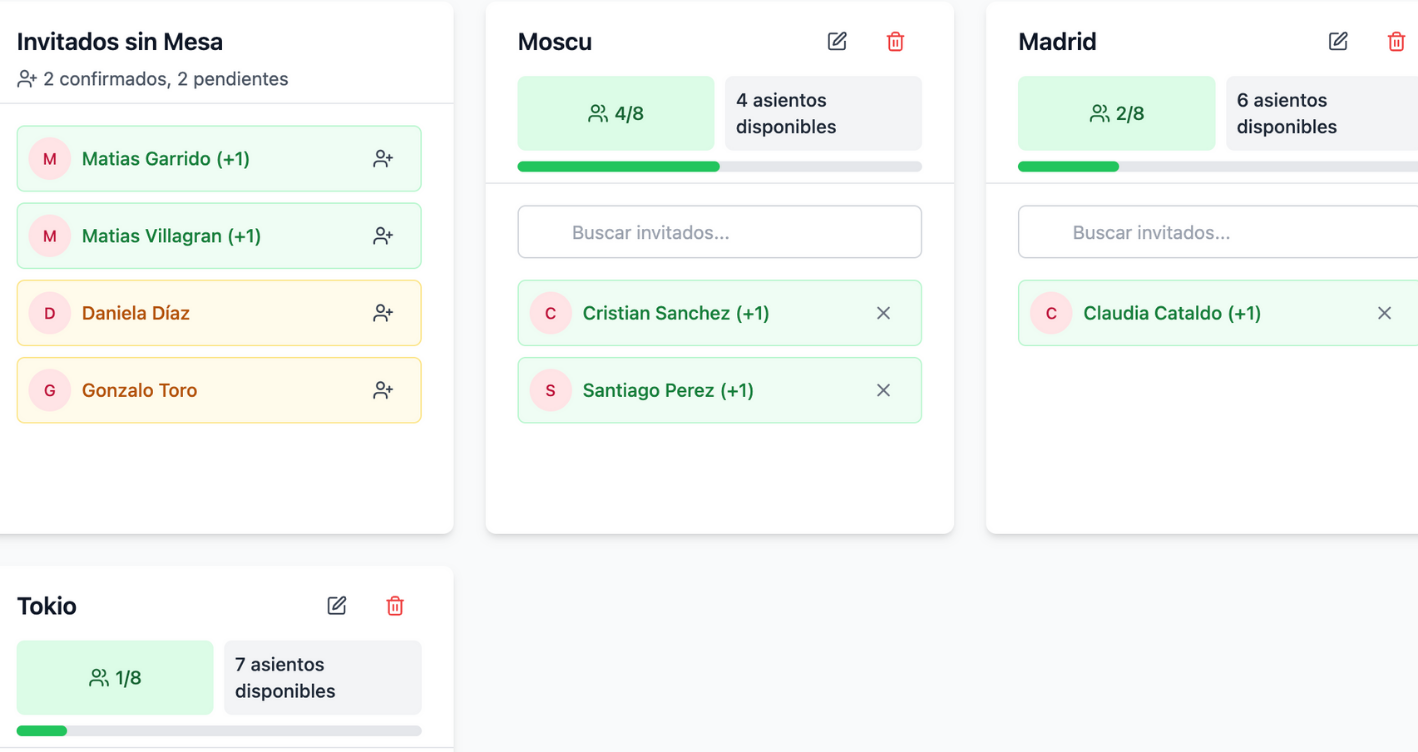 Invitados sin Mesa
2 confirmados, 2 pendientes
M Matias Garrido (+1)
M Matias Villagran (+1)
D Daniela Díaz
G Gonzalo Toro
Moscu
4/8
4 asientos
disponibles
Buscar invitados...
C Cristian Sanchez (+1)
S Santiago Perez (+1)
Madrid
2/8
6 asientos
disponibles
Buscar invitados...
C Claudia Cataldo (+1)
Tokio
1/8
7 asientos
disponibles